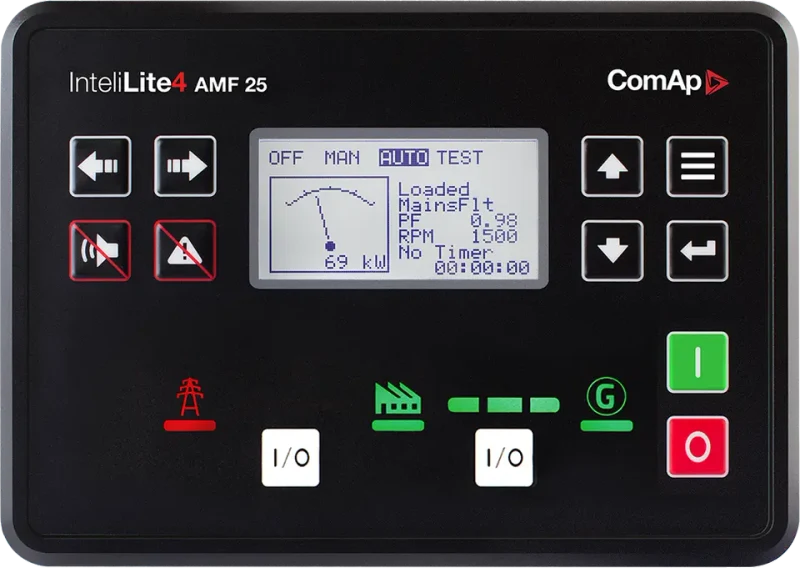 InteliLite4 AMF 25
ComAp
OFF MAN AUTO TEST
Loaded
MainsFlt
PF 0.98
RPM 1500
No Timer
00:00:00
69 kW
I
G
I/O
I/O
O